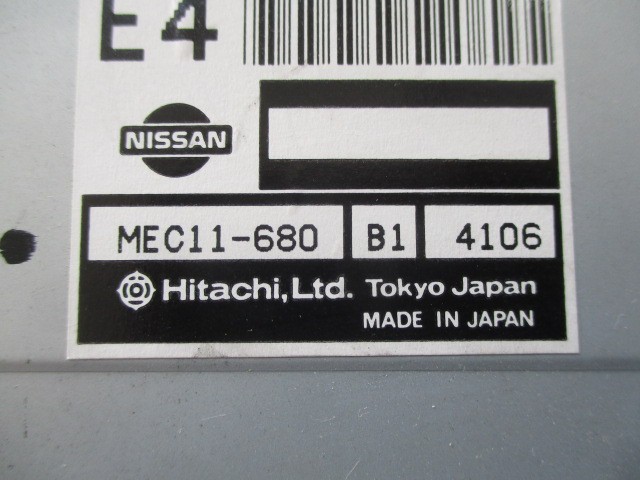 E4
NISSAN
MEC11-680 B1 4106
Hitachi,Ltd. Tokyo Japan
MADE IN JAPAN